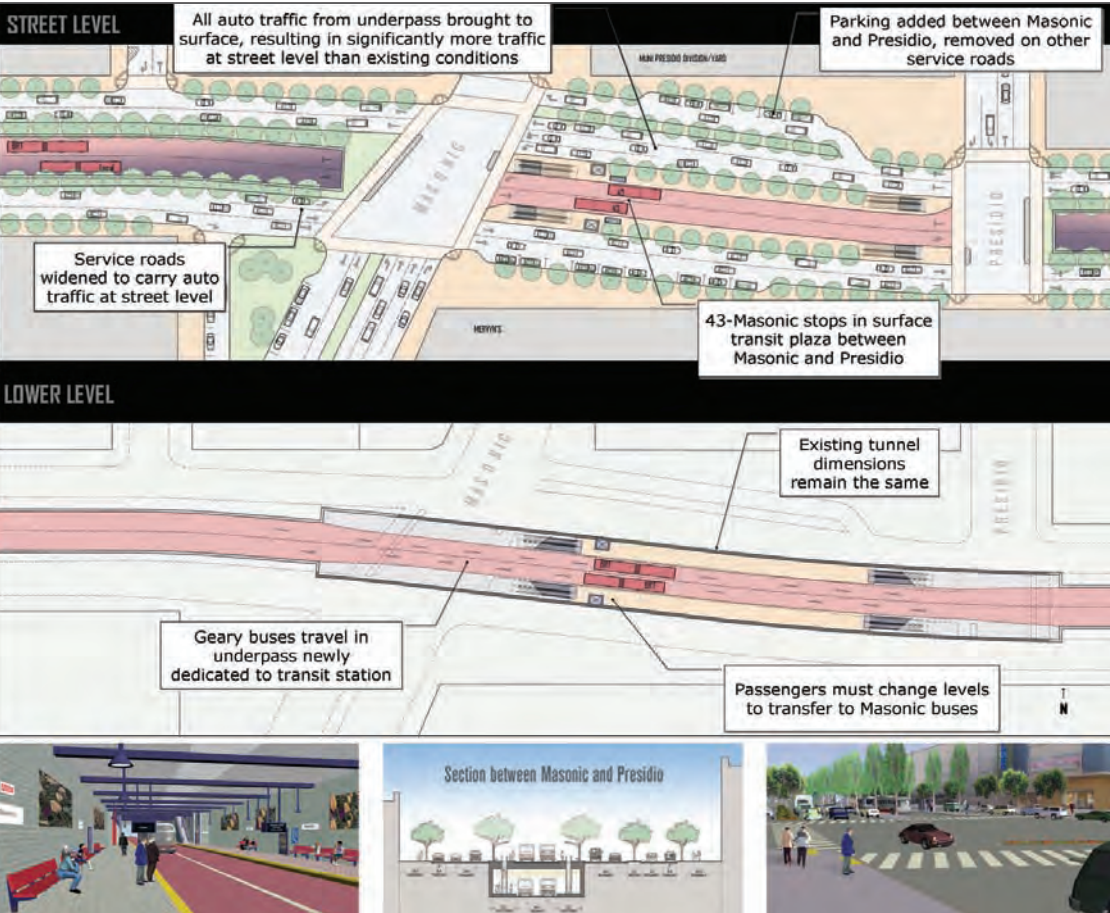 STREET LEVEL
All auto traffic from underpass brought to
surface, resulting in significantly more traffic
at street level than existing conditions
Parking added between Masonic
and Presidio, removed on other
service roads
MUNI PRESIDIO DIVISION/YARD
MASONIC
PRESIDIO
Service roads
widened to carry auto
traffic at street level
MERVYN'S
43-Masonic stops in surface
transit plaza between
Masonic and Presidio
LOWER LEVEL
MASONIC
PRESIDIO
Existing tunnel
dimensions
remain the same
Geary buses travel in
underpass newly
dedicated to transit station
Passengers must change levels
to transfer to Masonic buses
N
Section between Masonic and Presidio